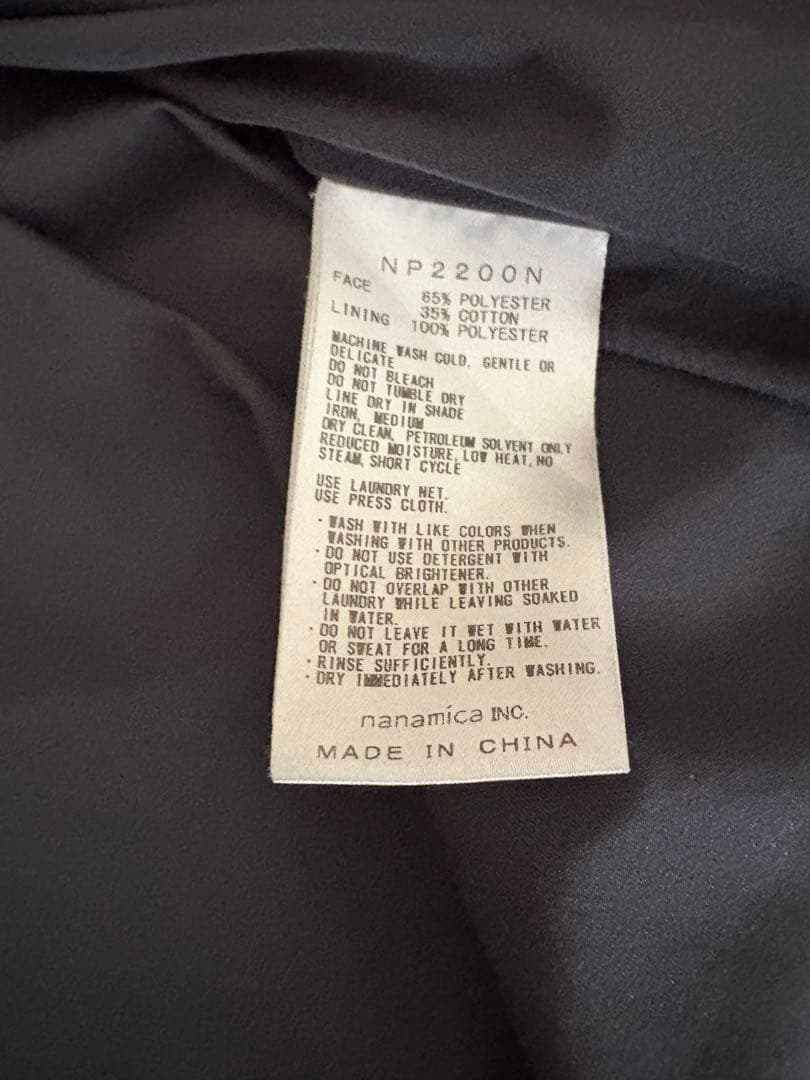 NP2200N
FACE 65% POLYESTER
35% COTTON
LINING 100% POLYESTER
MACHINE WASH COLD, GENTLE OR
DELICATE
DO NOT BLEACH
DO NOT TUMBLE DRY
LINE DRY IN SHADE
IRON, MEDIUM
DRY CLEAN, PETROLEUM SOLVENT ONLY
REDUCED MOISTURE, LOW HEAT, NO
STEAM, SHORT CYCLE
USE LAUNDRY NET.
USE PRESS CLOTH.
・WASH WITH LIKE COLORS WHEN
WASHING WITH OTHER PRODUCTS.
・DO NOT USE DETERGENT WITH
OPTICAL BRIGHTENER.
・DO NOT OVERLAP WITH OTHER
LAUNDRY WHILE LEAVING SOAKED
IN WATER.
・DO NOT LEAVE IT WET WITH WATER
OR SWEAT FOR A LONG TIME.
・RINSE SUFFICIENTLY.
・DRY IMMEDIATELY AFTER WASHING.
nanamica INC.
MADE IN CHINA